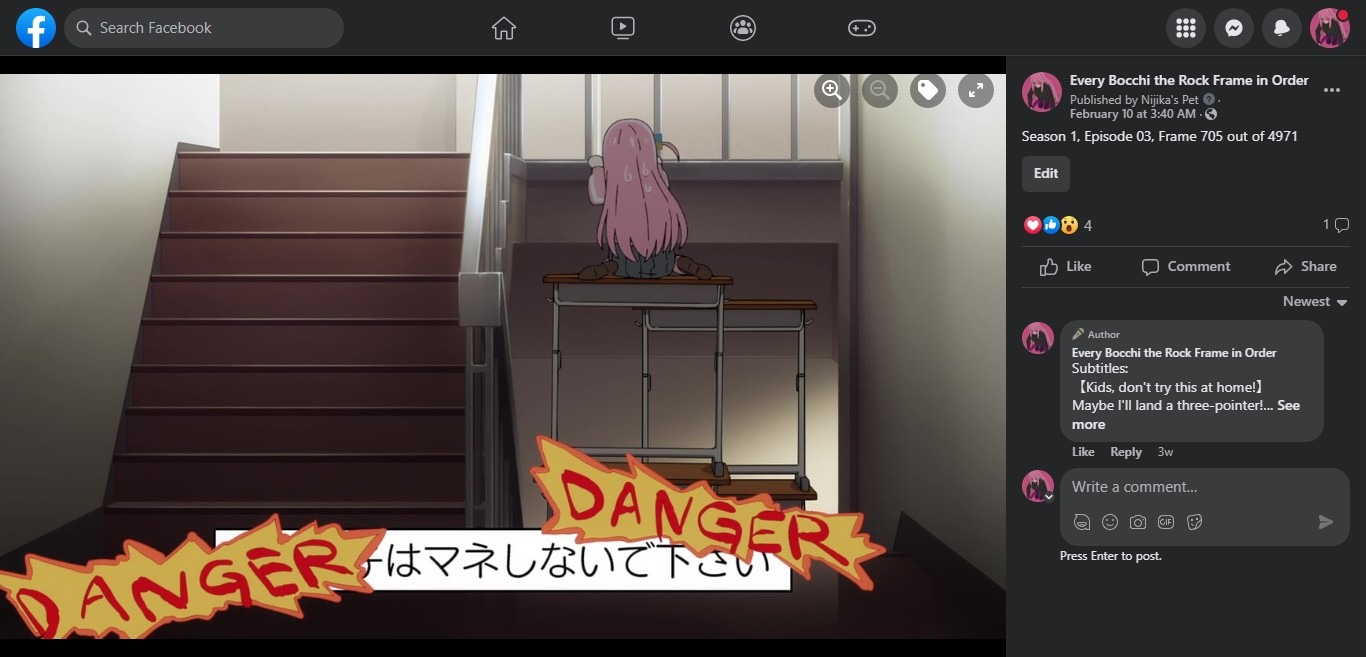 Search Facebook
DANGER
DANGER
はマネしないで下さい
Every Bocchi the Rock Frame in Order
Published by Nijika's Pet ·
February 10 at 3:40 AM ·
Season 1, Episode 03, Frame 705 out of 4971
Edit
4
1
Like
Comment
Share
Newest
Author
Every Bocchi the Rock Frame in Order
Subtitles:
【Kids, don't try this at home!】
Maybe I'll land a three-pointer!... See
more
Like Reply 3w
Write a comment...
GIF
Press Enter to post.